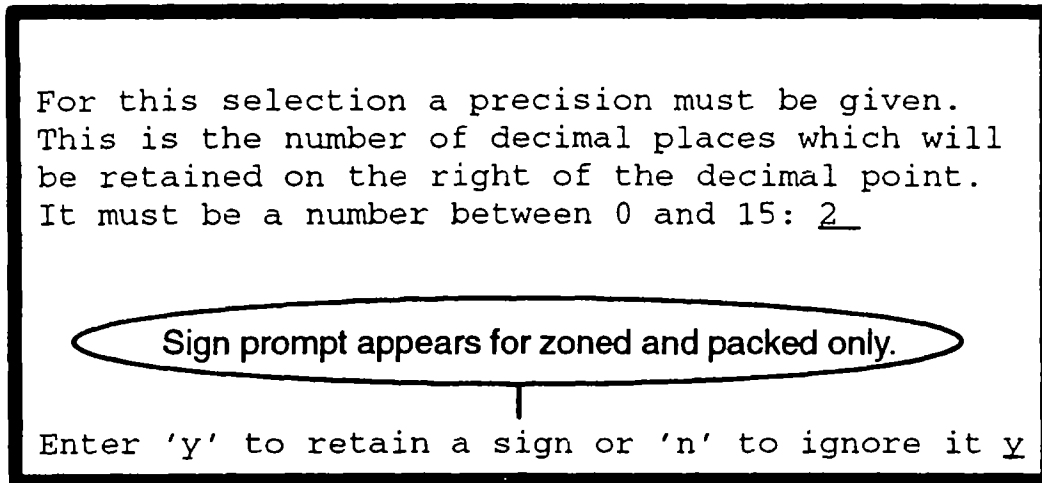 For this selection a precision must be given.
This is the number of decimal places which will
be retained on the right of the decimal point.
It must be a number between 0 and 15: 2
Sign prompt appears for zoned and packed only.
Enter 'y' to retain a sign or 'n' to ignore it y